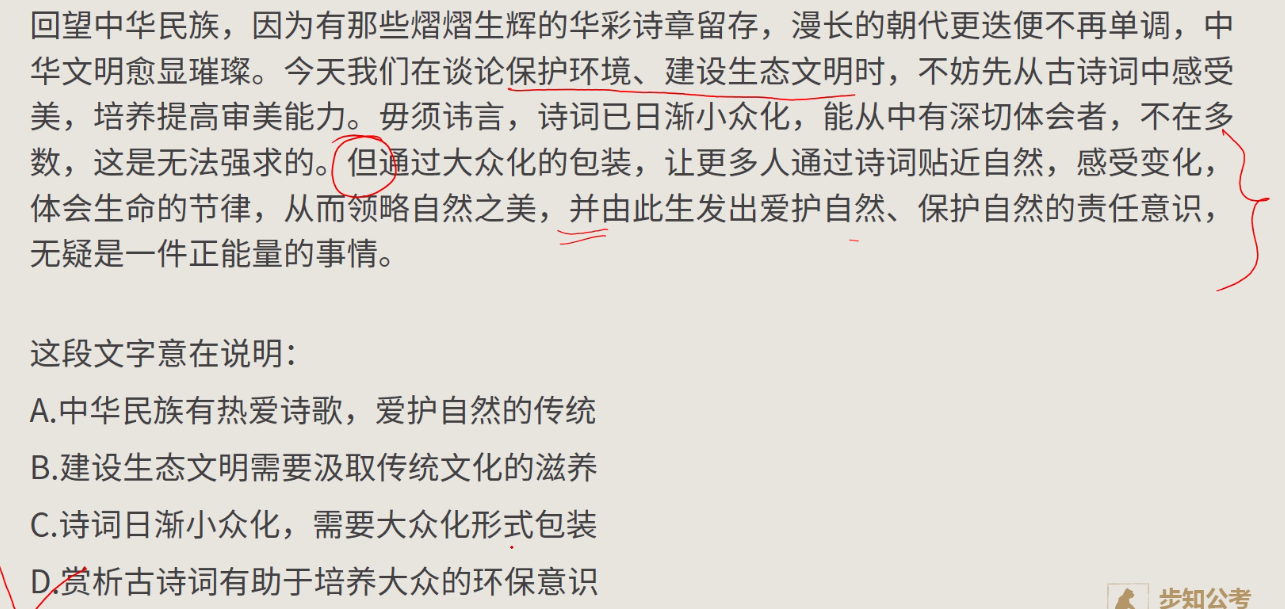 回望中华民族，因为有那些熠熠生辉的华彩诗章留存，漫长的朝代更迭便不再单调，中
华文明愈显璀璨。今天我们在谈论保护环境、建设生态文明时，不妨先从古诗词中感受
美，培养提高审美能力。毋须讳言，诗词已日渐小众化，能从中有深切体会者，不在多
数，这是无法强求的。但通过大众化的包装，让更多人通过诗词贴近自然，感受变化，
体会生命的节律，从而领略自然之美，并由此生发出爱护自然、保护自然的责任意识，
无疑是一件正能量的事情。
这段文字意在说明：
A.中华民族有热爱诗歌，爱护自然的传统
B.建设生态文明需要汲取传统文化的滋养
C.诗词日渐小众化，需要大众化形式包装
D.赏析古诗词有助于培养大众的环保意识
步知公考